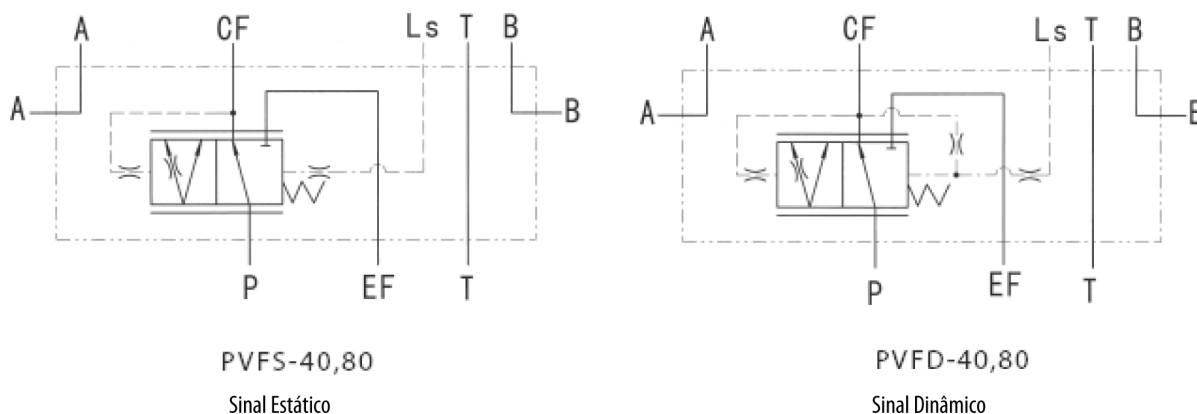 A CF Ls T B
A B
P EF T
PVFS-40,80
Sinal Estático
A CF Ls T B
A B
P EF T
PVFD-40,80
Sinal Dinâmico